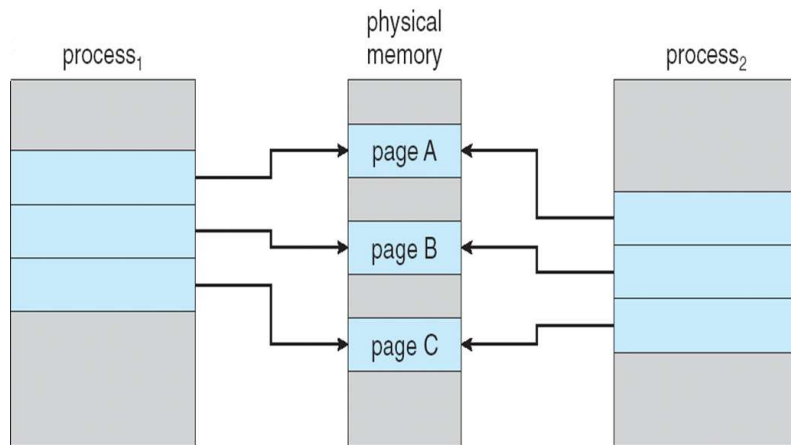 process₁
physical
memory
process₂
page A
page B
page C